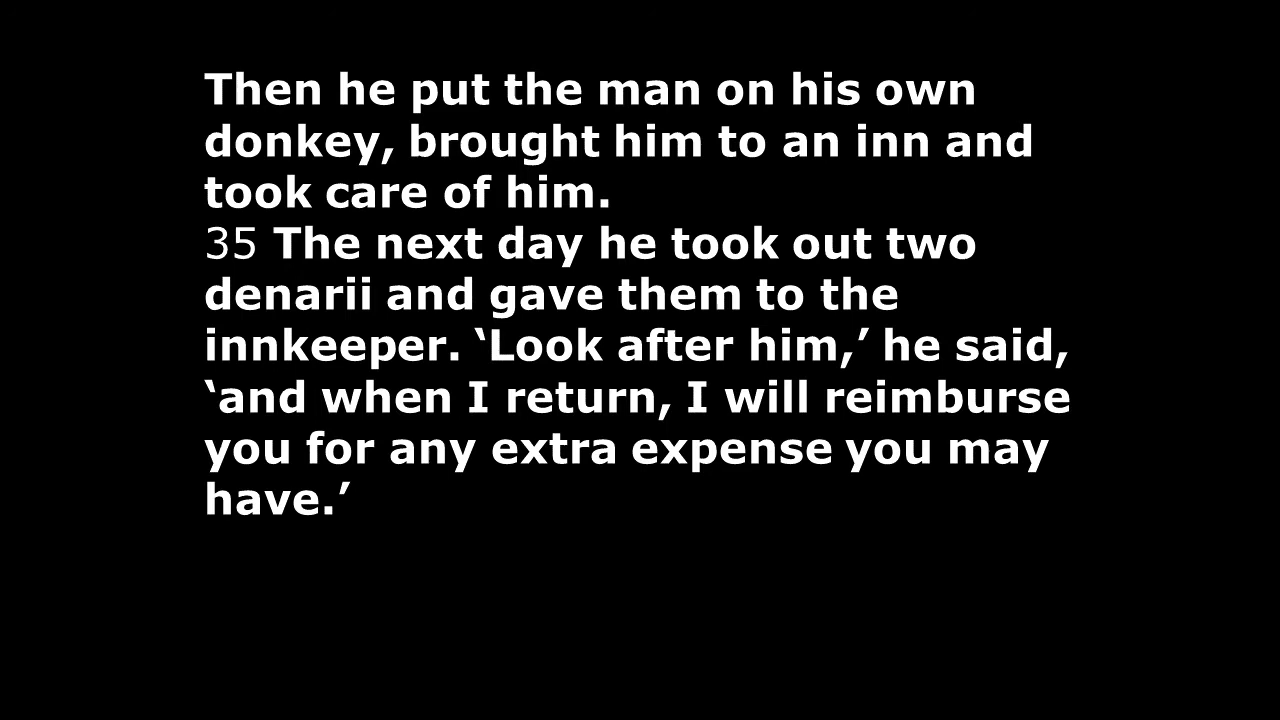 Then he put the man on his own
donkey, brought him to an inn and
took care of him.
35 The next day he took out two
denarii and gave them to the
innkeeper. ‘Look after him,’ he said,
‘and when I return, I will reimburse
you for any extra expense you may
have.’